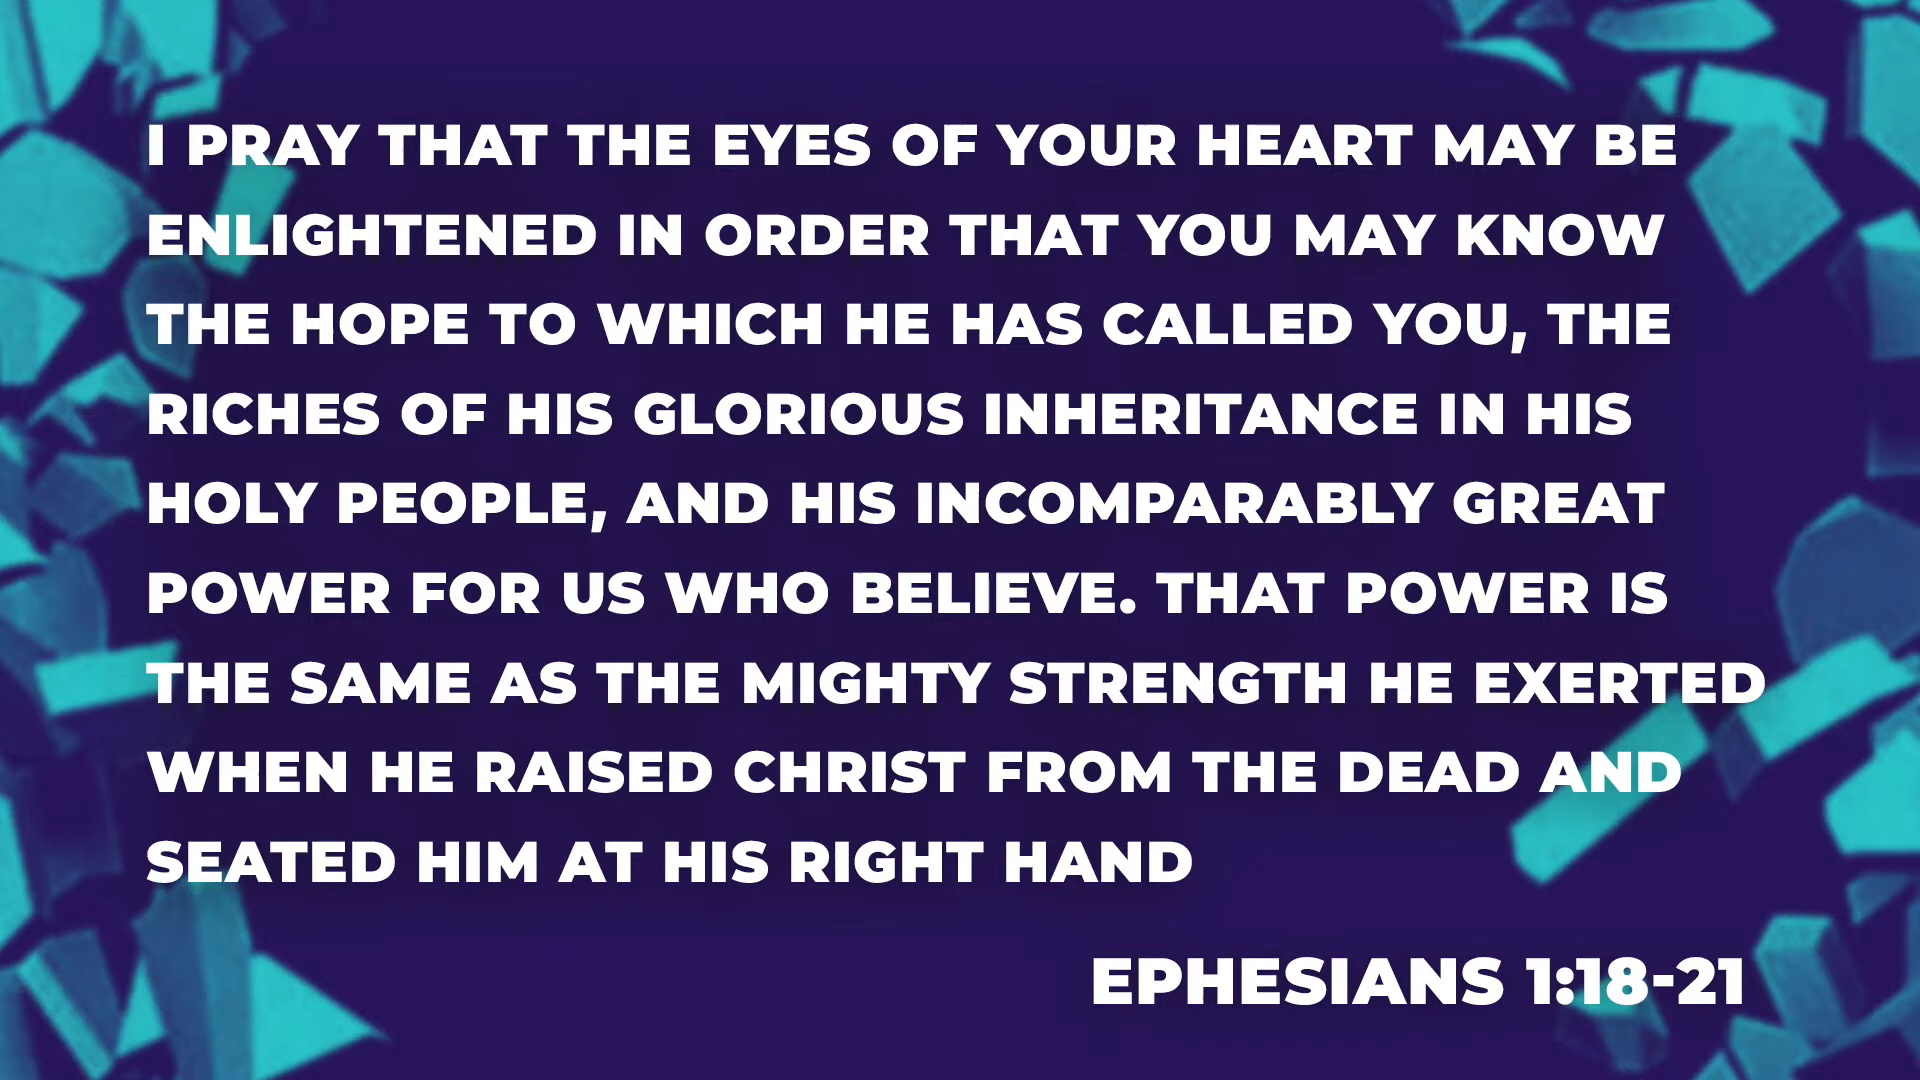 I PRAY THAT THE EYES OF YOUR HEART MAY BE
ENLIGHTENED IN ORDER THAT YOU MAY KNOW
THE HOPE TO WHICH HE HAS CALLED YOU, THE
RICHES OF HIS GLORIOUS INHERITANCE IN HIS
HOLY PEOPLE, AND HIS INCOMPARABLY GREAT
POWER FOR US WHO BELIEVE. THAT POWER IS
THE SAME AS THE MIGHTY STRENGTH HE EXERTED
WHEN HE RAISED CHRIST FROM THE DEAD AND
SEATED HIM AT HIS RIGHT HAND
EPHESIANS 1:18-21